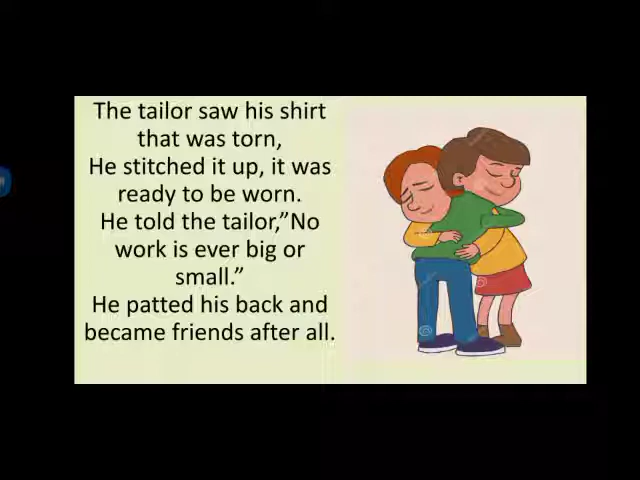 The tailor saw his shirt
that was torn,
He stitched it up, it was
ready to be worn.
He told the tailor,”No
work is ever big or
small.”
He patted his back and
became friends after all.